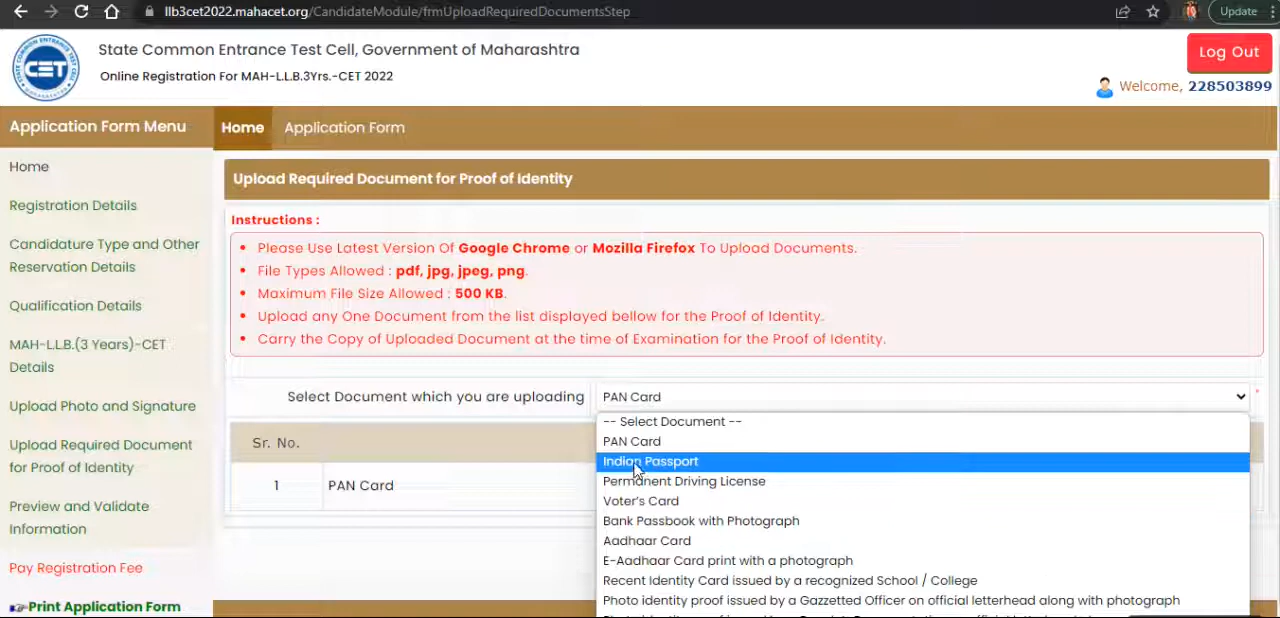 llb3cet2022.mahacet.org/CandidateModule/frmUploadRequiredDocumentsStep
Update
State Common Entrance Test Cell, Government of Maharashtra
Online Registration For MAH-L.L.B.3Yrs.-CET 2022
CET
Log Out
Welcome, 228503899
Application Form Menu
Home
Application Form
Home
Registration Details
Candidature Type and Other
Reservation Details
Qualification Details
MAH-L.L.B.(3 Years)-CET
Details
Upload Photo and Signature
Upload Required Document
for Proof of Identity
Preview and Validate
Information
Pay Registration Fee
Print Application Form
Upload Required Document for Proof of Identity
Instructions :
• Please Use Latest Version Of Google Chrome or Mozilla Firefox To Upload Documents.
• File Types Allowed : pdf, jpg, jpeg, png.
• Maximum File Size Allowed : 500 KB.
• Upload any One Document from the list displayed bellow for the Proof of Identity.
• Carry the Copy of Uploaded Document at the time of Examination for the Proof of Identity.
Select Document which you are uploading
PAN Card
*
-- Select Document --
PAN Card
Indian Passport
Permanent Driving License
Voter's Card
Bank Passbook with Photograph
Aadhaar Card
E-Aadhaar Card print with a photograph
Recent Identity Card issued by a recognized School / College
Photo identity proof issued by a Gazzetted Officer on official letterhead along with photograph
Sr. No.
1
PAN Card